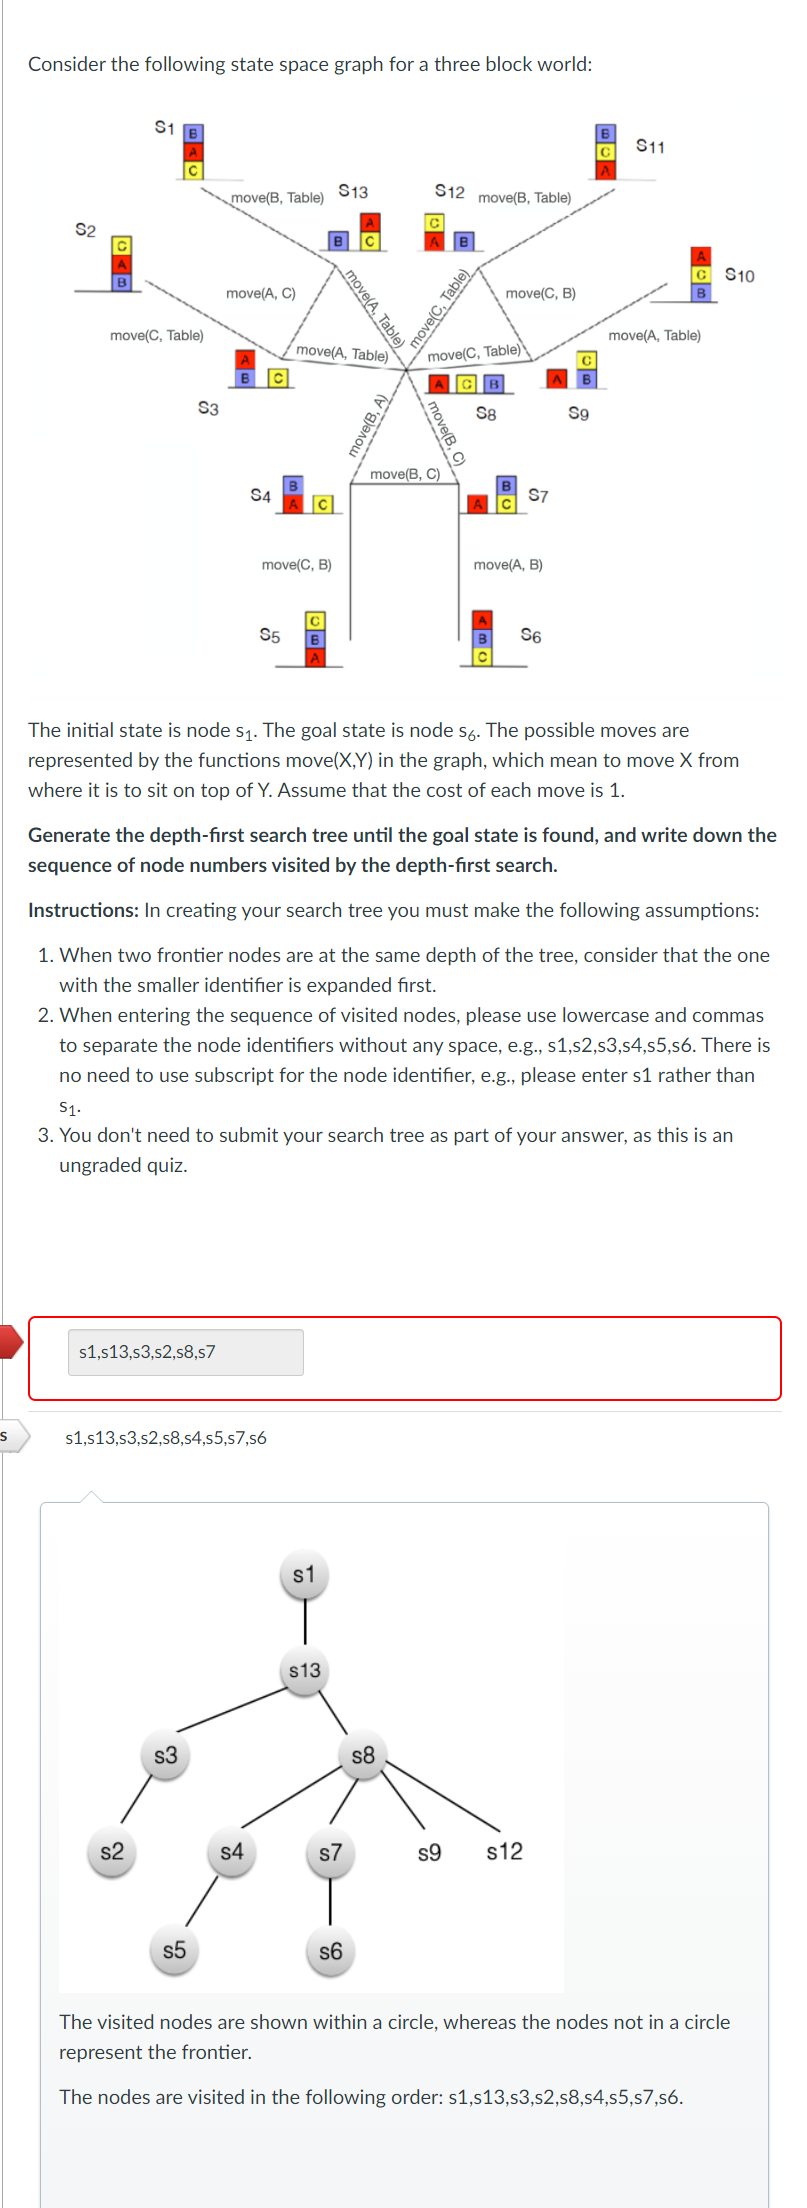 Consider the following state space graph for a three block world:
S1 B
A
C
B S11
C
A
move(B, Table) S13 S12 move(B, Table)
S2
C
A
B
A
B C
C
A B
A
C S10
B
move(A, C) move(A, Table) move(C, Table) move(C, B)
move(C, Table) move(A, Table)
move(A, Table) move(C, Table)
A
B C
S3
A C B
S8
C
A B
S9
move(B, A) move(B, C)
move(B, C)
S4 B
A C
B S7
A C
move(C, B) move(A, B)
S5 C
B
A
A S6
B
C
The initial state is node s1. The goal state is node s6. The possible moves are
represented by the functions move(X,Y) in the graph, which mean to move X from
where it is to sit on top of Y. Assume that the cost of each move is 1.
Generate the depth-first search tree until the goal state is found, and write down the
sequence of node numbers visited by the depth-first search.
Instructions: In creating your search tree you must make the following assumptions:
1. When two frontier nodes are at the same depth of the tree, consider that the one
with the smaller identifier is expanded first.
2. When entering the sequence of visited nodes, please use lowercase and commas
to separate the node identifiers without any space, e.g., s1,s2,s3,s4,s5,s6. There is
no need to use subscript for the node identifier, e.g., please enter s1 rather than
s1.
3. You don't need to submit your search tree as part of your answer, as this is an
ungraded quiz.
s1,s13,s3,s2,s8,s7
s
s1,s13,s3,s2,s8,s4,s5,s7,s6
s1
s13
s3 s8
s2 s4 s7 s9 s12
s5 s6
The visited nodes are shown within a circle, whereas the nodes not in a circle
represent the frontier.
The nodes are visited in the following order: s1,s13,s3,s2,s8,s4,s5,s7,s6.